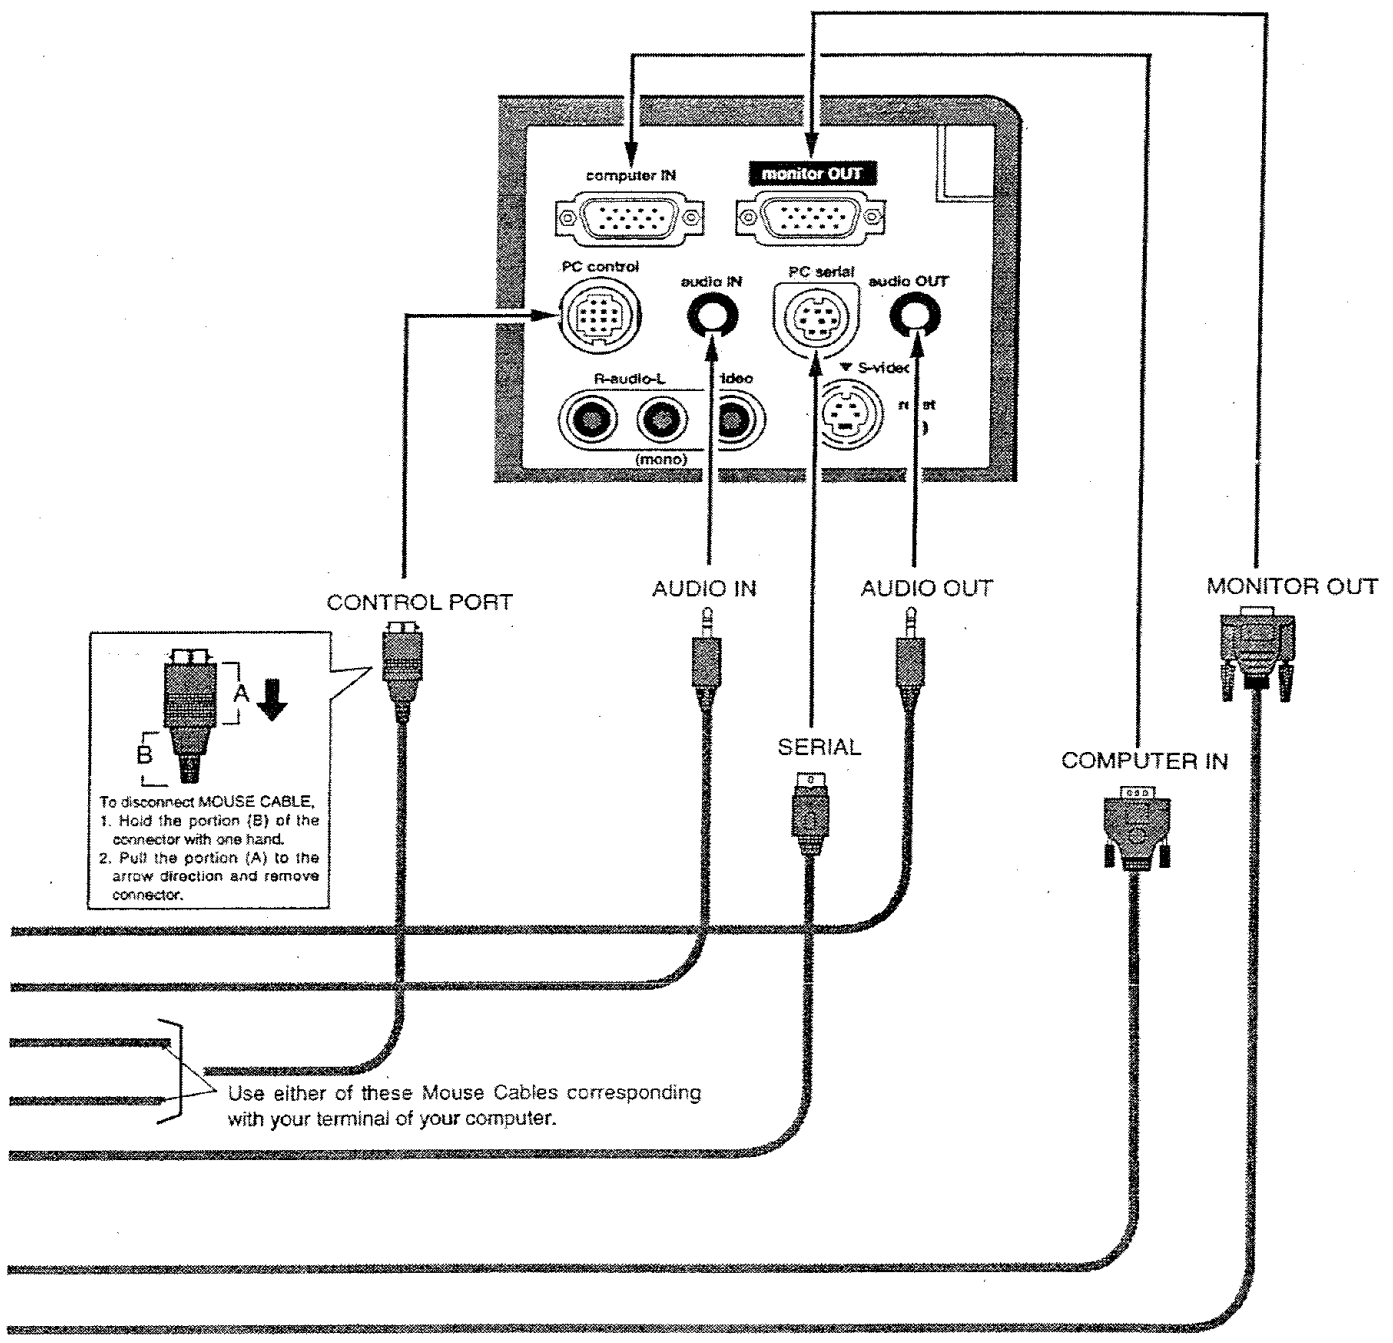 computer IN
monitor OUT
PC control
audio IN
PC serial
audio OUT
S-video
R-audio-L
(mono)
CONTROL PORT
AUDIO IN
AUDIO OUT
MONITOR OUT
SERIAL
COMPUTER IN
A
B
To disconnect MOUSE CABLE,
1. Hold the portion (B) of the
connector with one hand.
2. Pull the portion (A) to the
arrow direction and remove
connector.
Use either of these Mouse Cables corresponding
with your terminal of your computer.